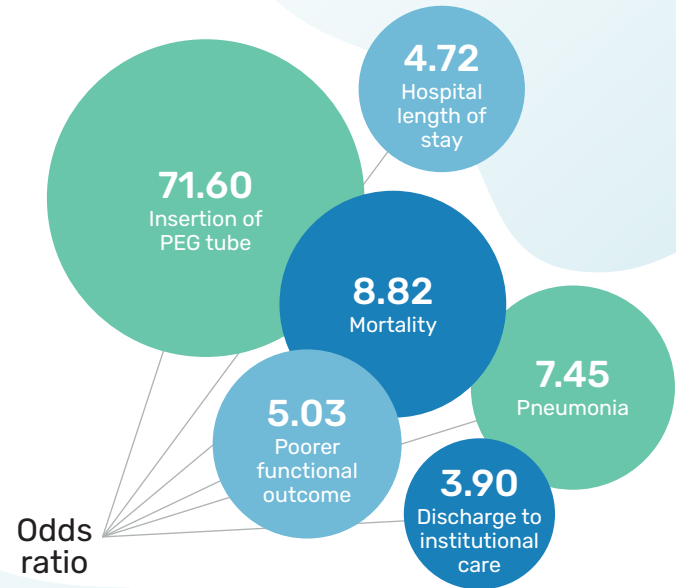 4.72
Hospital
length of
stay
71.60
Insertion of
PEG tube
8.82
Mortality
7.45
Pneumonia
5.03
Poorer
functional
outcome
3.90
Discharge to
institutional
care
Odds
ratio